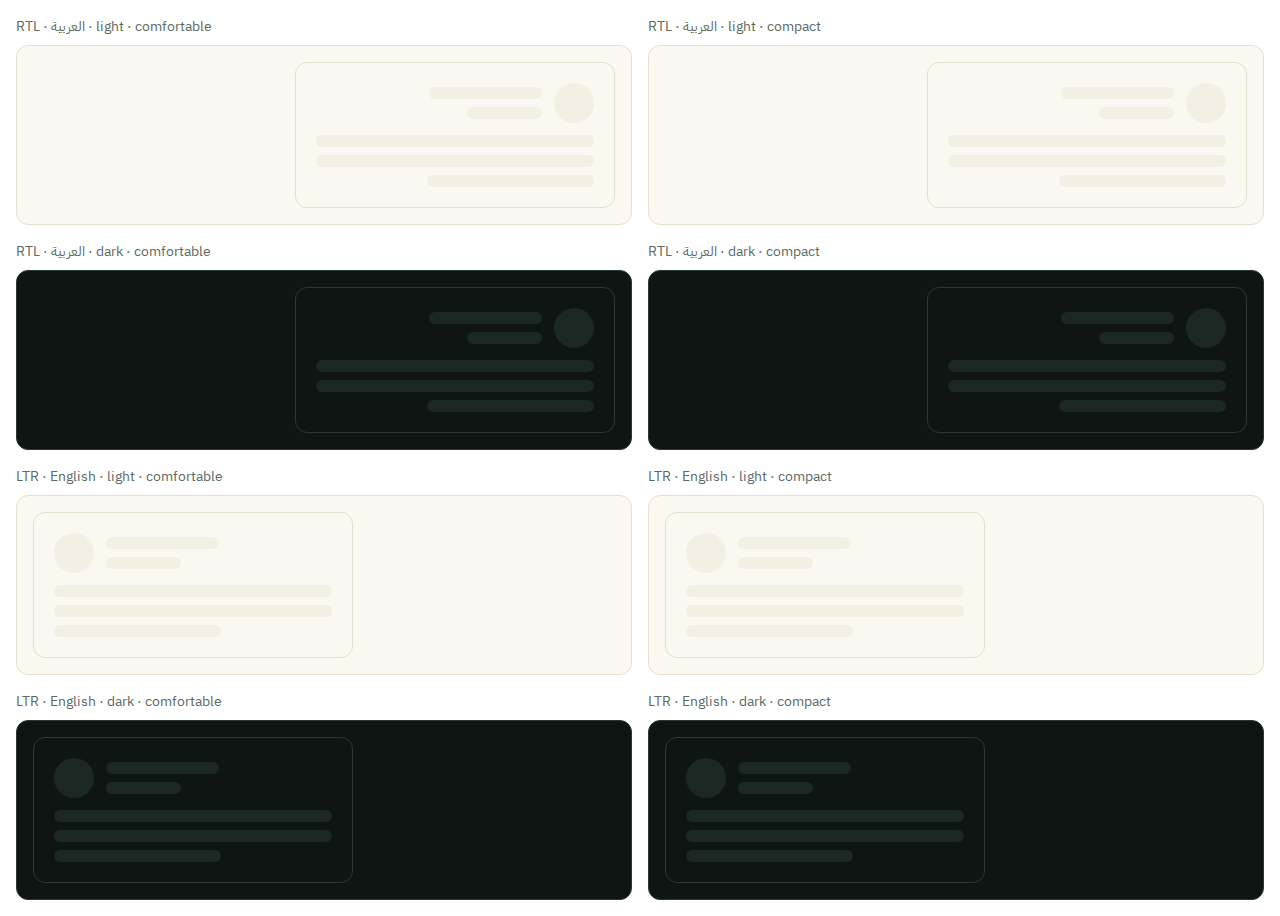 RTL · العربية · light · comfortable
RTL · العربية · light · compact
RTL · العربية · dark · comfortable
RTL · العربية · dark · compact
LTR · English · light · comfortable
LTR · English · light · compact
LTR · English · dark · comfortable
LTR · English · dark · compact